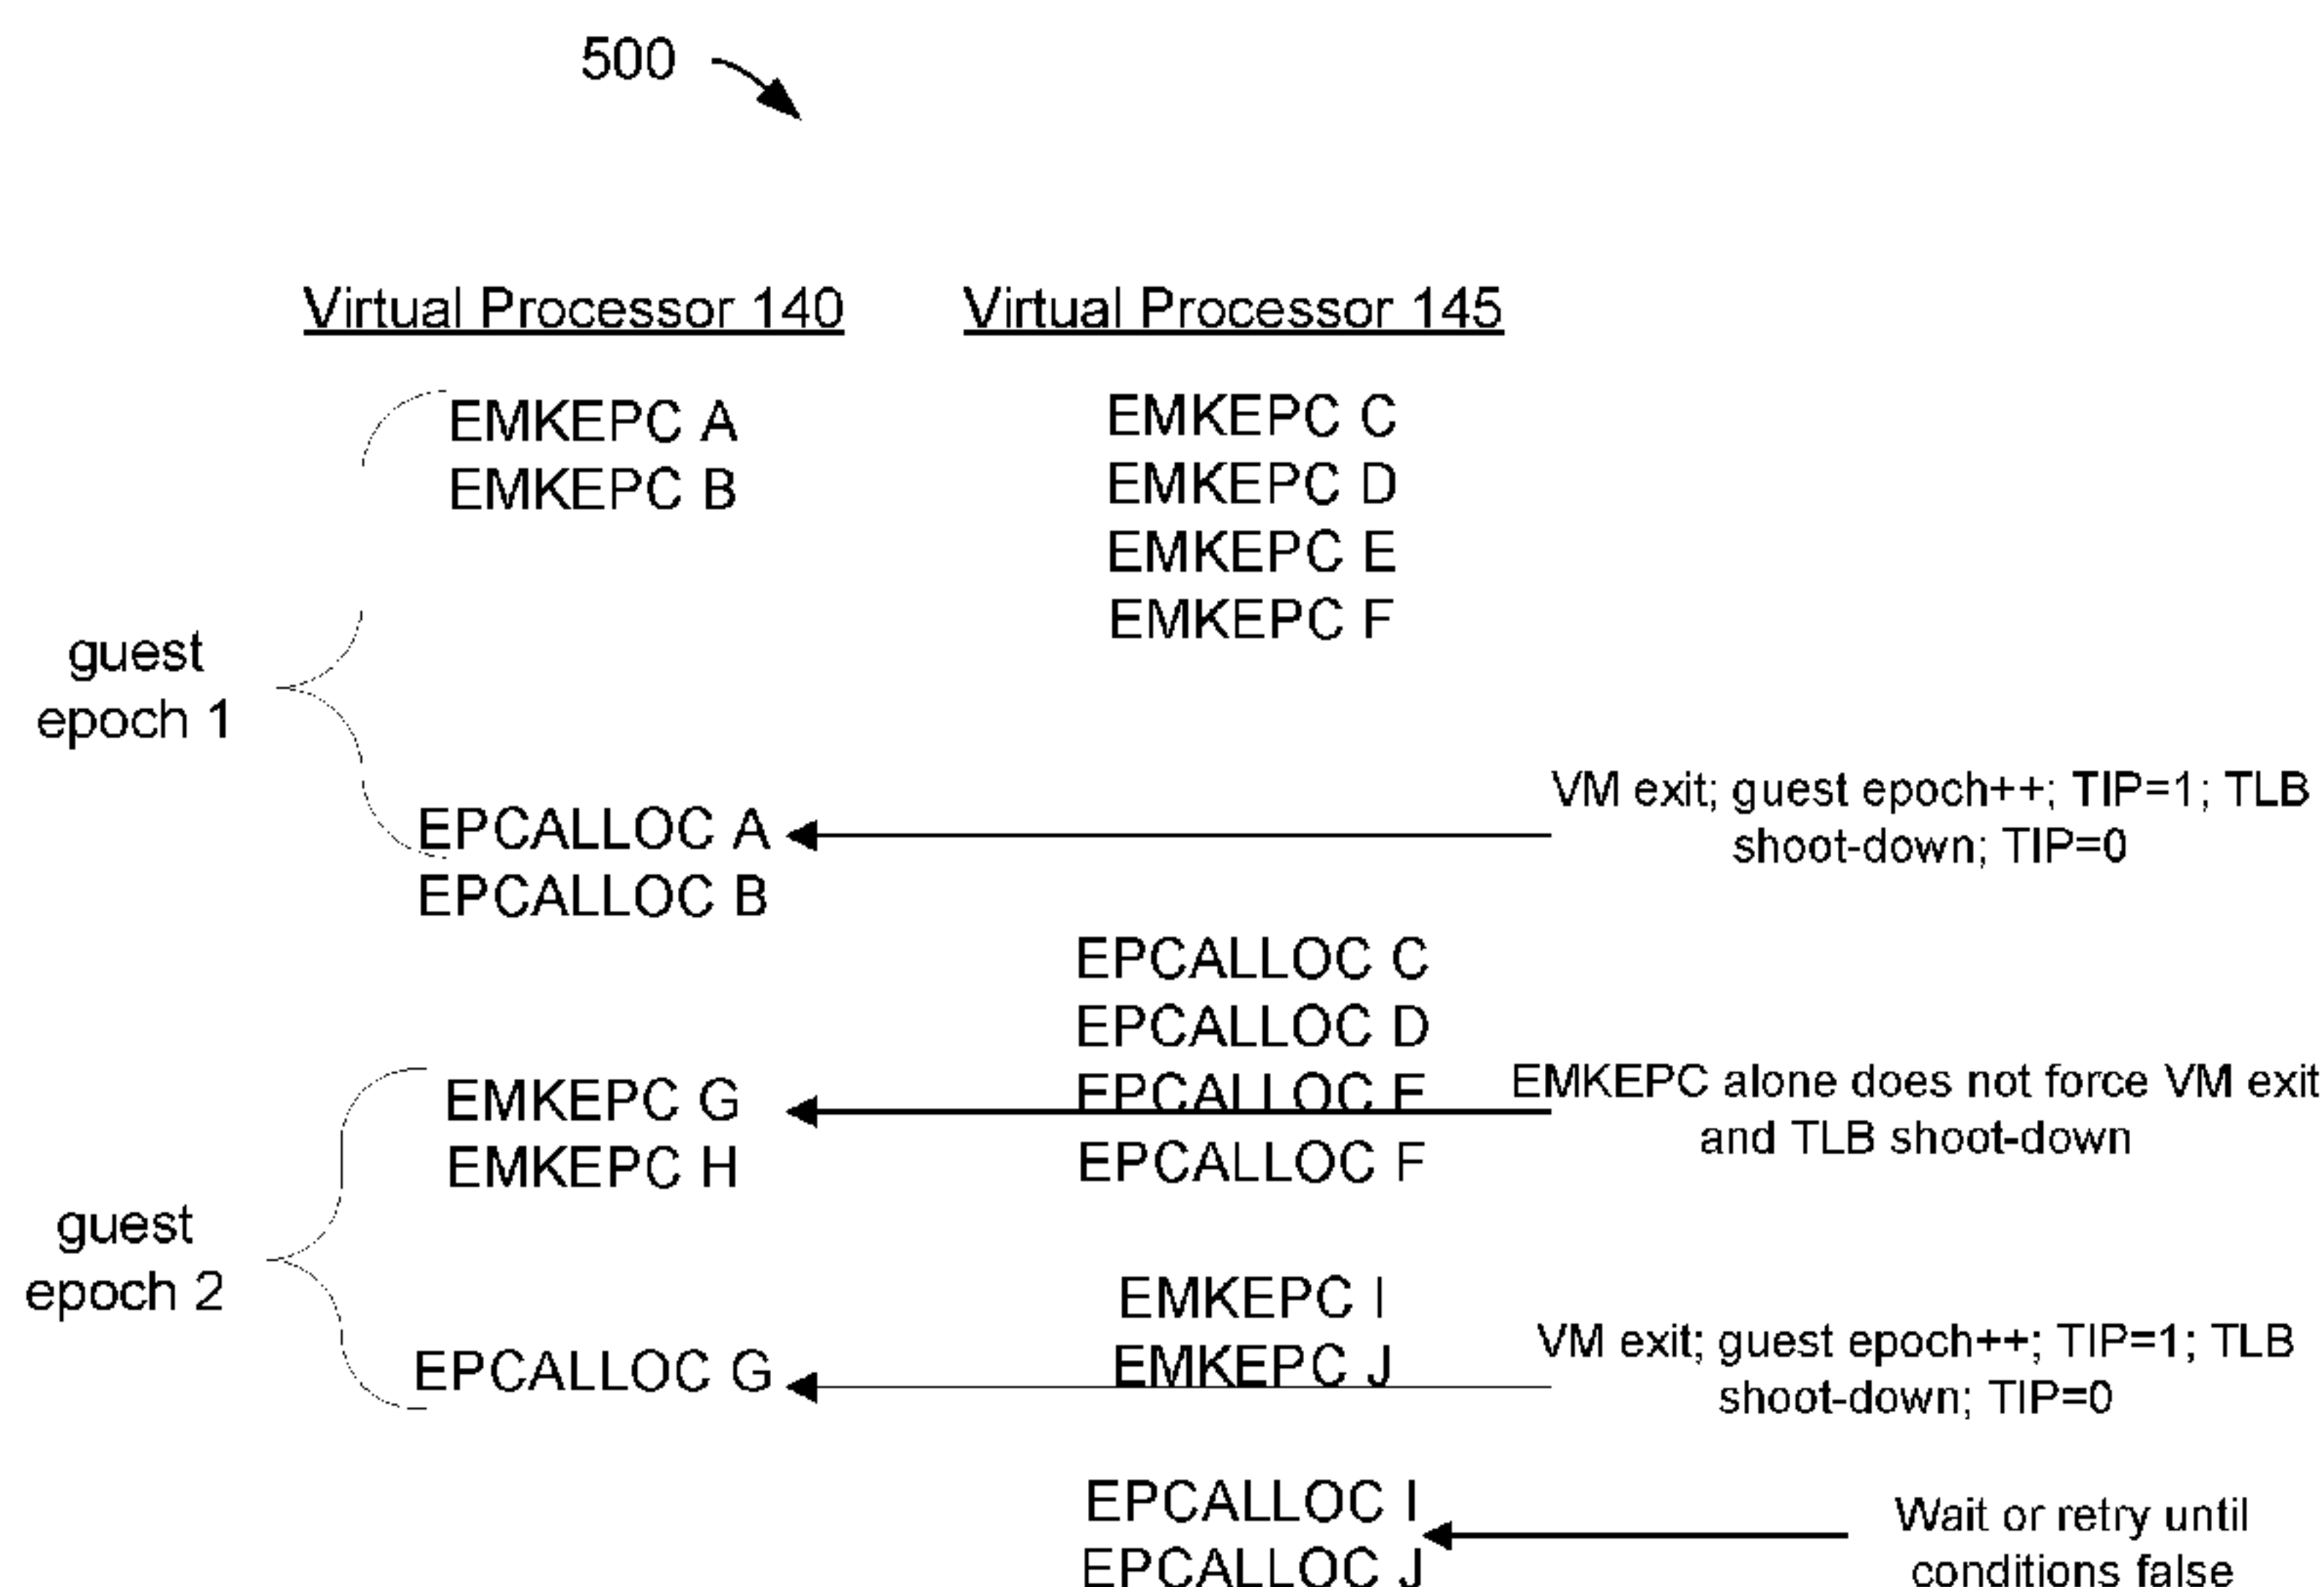 500
Virtual Processor 140
Virtual Processor 145
EMKEPC A
EMKEPC C
EMKEPC B
EMKEPC D
EMKEPC E
EMKEPC F
guest
epoch 1
VM exit; guest epoch++; TIP=1; TLB
shoot-down; TIP=0
EPCALLOC A
EPCALLOC B
EPCALLOC C
EPCALLOC D
EMKEPC G
EPCALLOC E
EMKEPC alone does not force VM exit
and TLB shoot-down
EMKEPC H
EPCALLOC F
guest
epoch 2
EMKEPC I
EPCALLOC G
EMKEPC J
VM exit; guest epoch++; TIP=1; TLB
shoot-down; TIP=0
EPCALLOC I
EPCALLOC J
Wait or retry until
conditions false